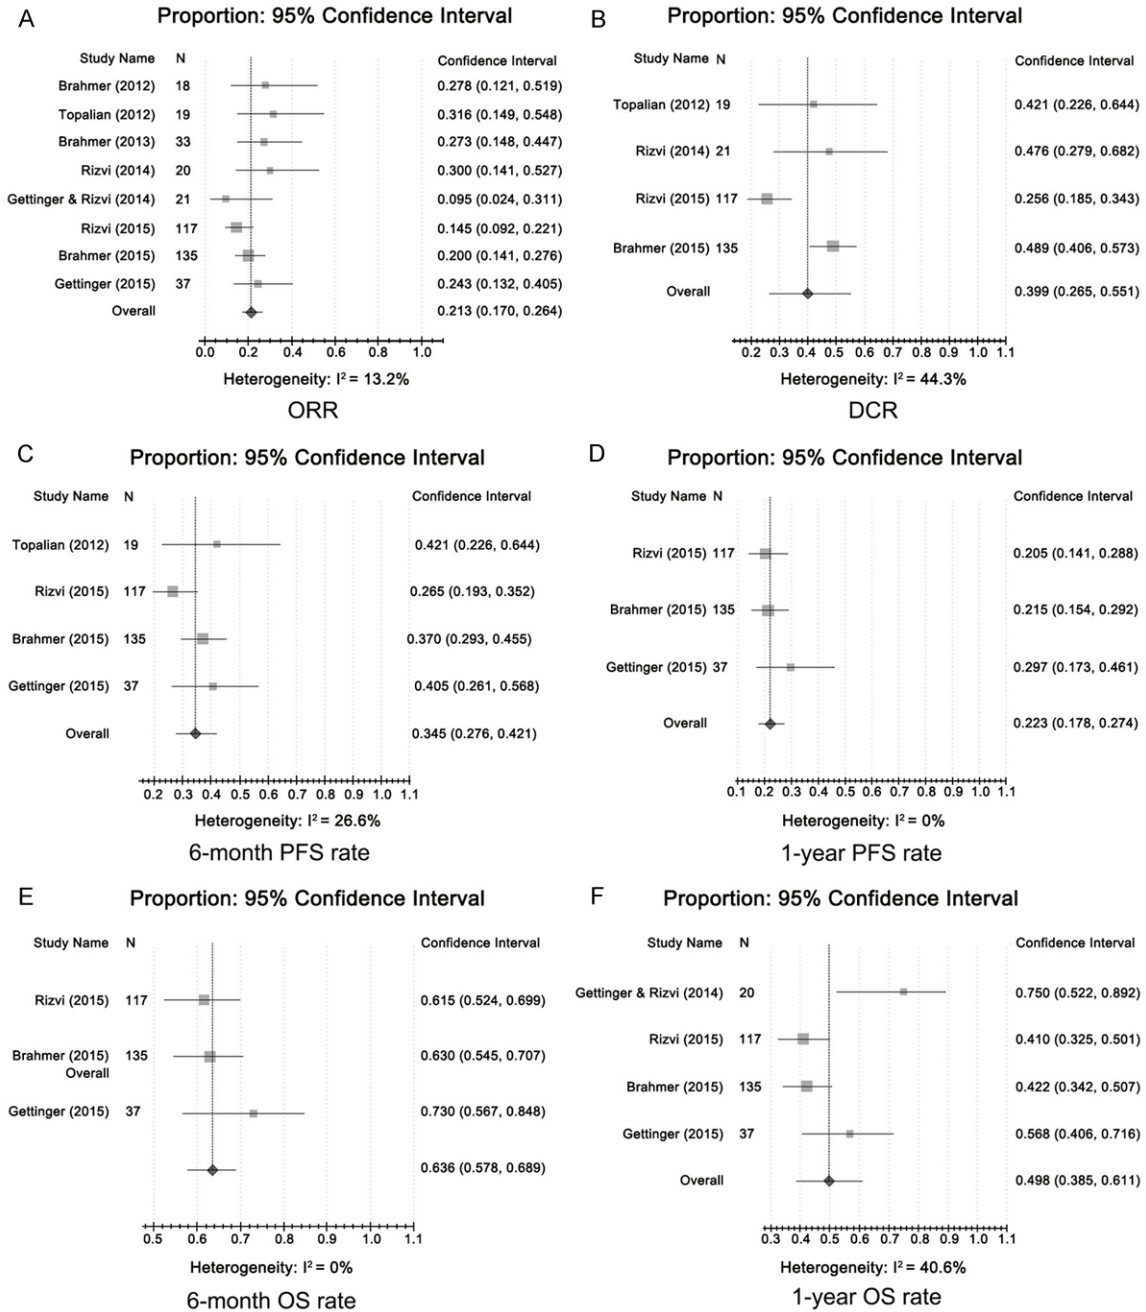 A
Proportion: 95% Confidence Interval
Study Name N Confidence Interval
Brahmer (2012) 18 0.278 (0.121, 0.519)
Topalian (2012) 19 0.316 (0.149, 0.548)
Brahmer (2013) 33 0.273 (0.148, 0.447)
Rizvi (2014) 20 0.300 (0.141, 0.527)
Gettinger & Rizvi (2014) 21 0.095 (0.024, 0.311)
Rizvi (2015) 117 0.145 (0.092, 0.221)
Brahmer (2015) 135 0.200 (0.141, 0.276)
Gettinger (2015) 37 0.243 (0.132, 0.405)
Overall 0.213 (0.170, 0.264)
0.0 0.2 0.4 0.6 0.8 1.0
Heterogeneity: I² = 13.2%
ORR
B
Proportion: 95% Confidence Interval
Study Name N Confidence Interval
Topalian (2012) 19 0.421 (0.226, 0.644)
Rizvi (2014) 21 0.476 (0.279, 0.682)
Rizvi (2015) 117 0.256 (0.185, 0.343)
Brahmer (2015) 135 0.489 (0.406, 0.573)
Overall 0.399 (0.265, 0.551)
0.2 0.3 0.4 0.5 0.6 0.7 0.8 0.9 1.0 1.1
Heterogeneity: I² = 44.3%
DCR
C
Proportion: 95% Confidence Interval
Study Name N Confidence Interval
Topalian (2012) 19 0.421 (0.226, 0.644)
Rizvi (2015) 117 0.265 (0.193, 0.352)
Brahmer (2015) 135 0.370 (0.293, 0.455)
Gettinger (2015) 37 0.405 (0.261, 0.568)
Overall 0.345 (0.276, 0.421)
0.2 0.3 0.4 0.5 0.6 0.7 0.8 0.9 1.0 1.1
Heterogeneity: I² = 26.6%
6-month PFS rate
D
Proportion: 95% Confidence Interval
Study Name N Confidence Interval
Rizvi (2015) 117 0.205 (0.141, 0.288)
Brahmer (2015) 135 0.215 (0.154, 0.292)
Gettinger (2015) 37 0.297 (0.173, 0.461)
Overall 0.223 (0.178, 0.274)
0.1 0.2 0.3 0.4 0.5 0.6 0.7 0.8 0.9 1.0 1.1
Heterogeneity: I² = 0%
1-year PFS rate
E
Proportion: 95% Confidence Interval
Study Name N Confidence Interval
Rizvi (2015) 117 0.615 (0.524, 0.699)
Brahmer (2015) 135 0.630 (0.545, 0.707)
Overall
Gettinger (2015) 37 0.730 (0.567, 0.848)
0.636 (0.578, 0.689)
0.5 0.6 0.7 0.8 0.9 1.0 1.1
Heterogeneity: I² = 0%
6-month OS rate
F
Proportion: 95% Confidence Interval
Study Name N Confidence Interval
Gettinger & Rizvi (2014) 20 0.750 (0.522, 0.892)
Rizvi (2015) 117 0.410 (0.325, 0.501)
Brahmer (2015) 135 0.422 (0.342, 0.507)
Gettinger (2015) 37 0.568 (0.406, 0.716)
Overall 0.498 (0.385, 0.611)
0.3 0.4 0.5 0.6 0.7 0.8 0.9 1.0 1.1
Heterogeneity: I² = 40.6%
1-year OS rate